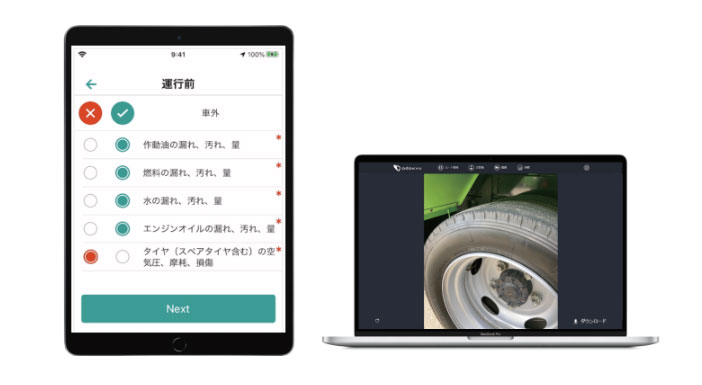 9:41
100%
運行前
車外
作動油の漏れ、汚れ、量*
燃料の漏れ、汚れ、量*
水の漏れ、汚れ、量*
エンジンオイルの漏れ、汚れ、量*
タイヤ（スペアタイヤ含む）の空*
気圧、摩耗、損傷
Next
ダウンロード
MacBook Pro